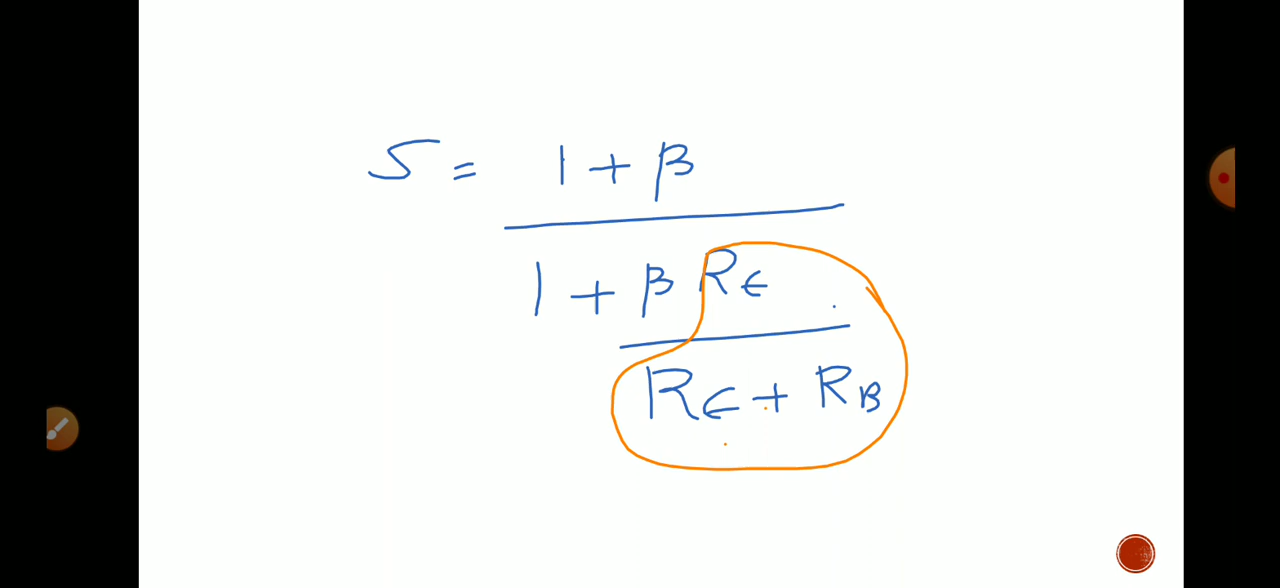 S = 1 + β
1 + β RE
RE + RB